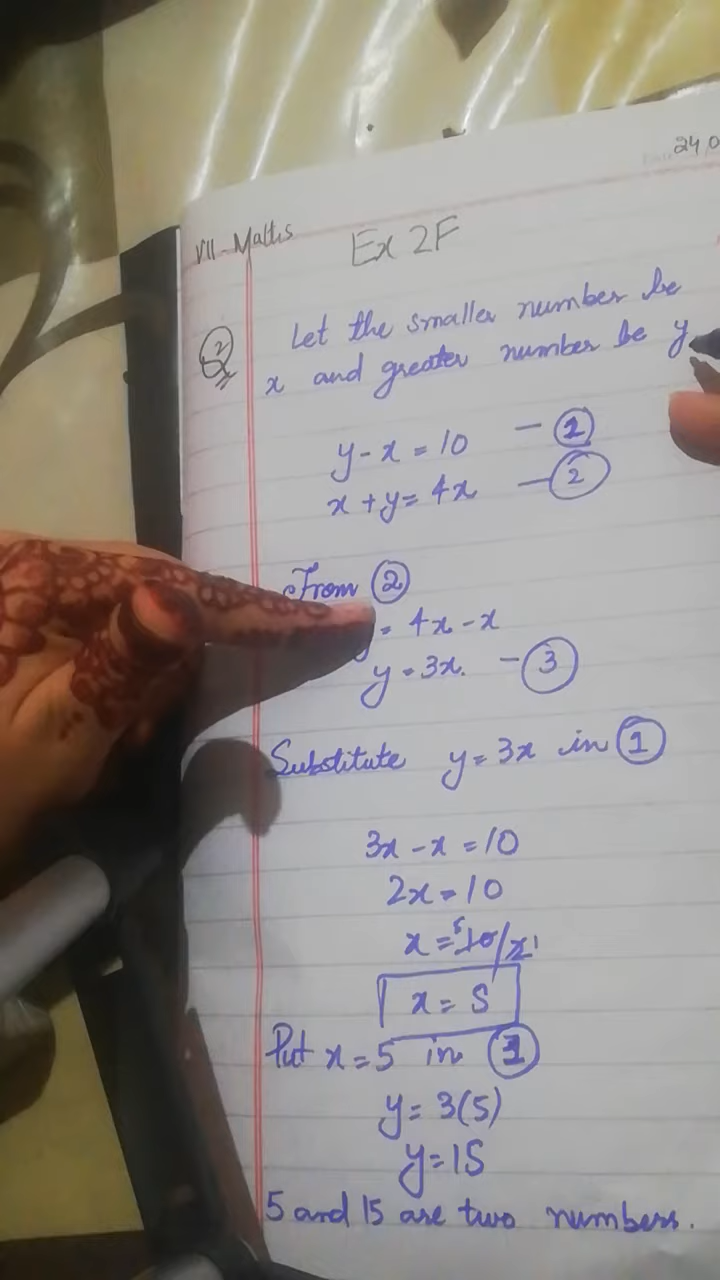 24,0
VII - Maths
Ex 2F
Q2
Let the smaller number be
x and greater number be y
y - x = 10 — ①
x + y = 4x — ②
From ②
= 4x - x
y = 3x. — ③
Substitute y = 3x in ①
3x - x = 10
2x = 10
x = 10/2
x = 5
Put x = 5 in
y = 3(5)
y = 15
5 and 15 are two numbers.